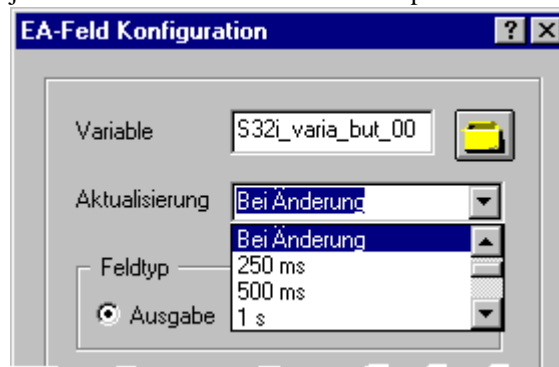 EA-Feld Konfiguration
Variable S32i_varia_but_00
Aktualisierung Bei Änderung
Bei Änderung
250 ms
500 ms
1 s
Feldtyp
Ausgabe